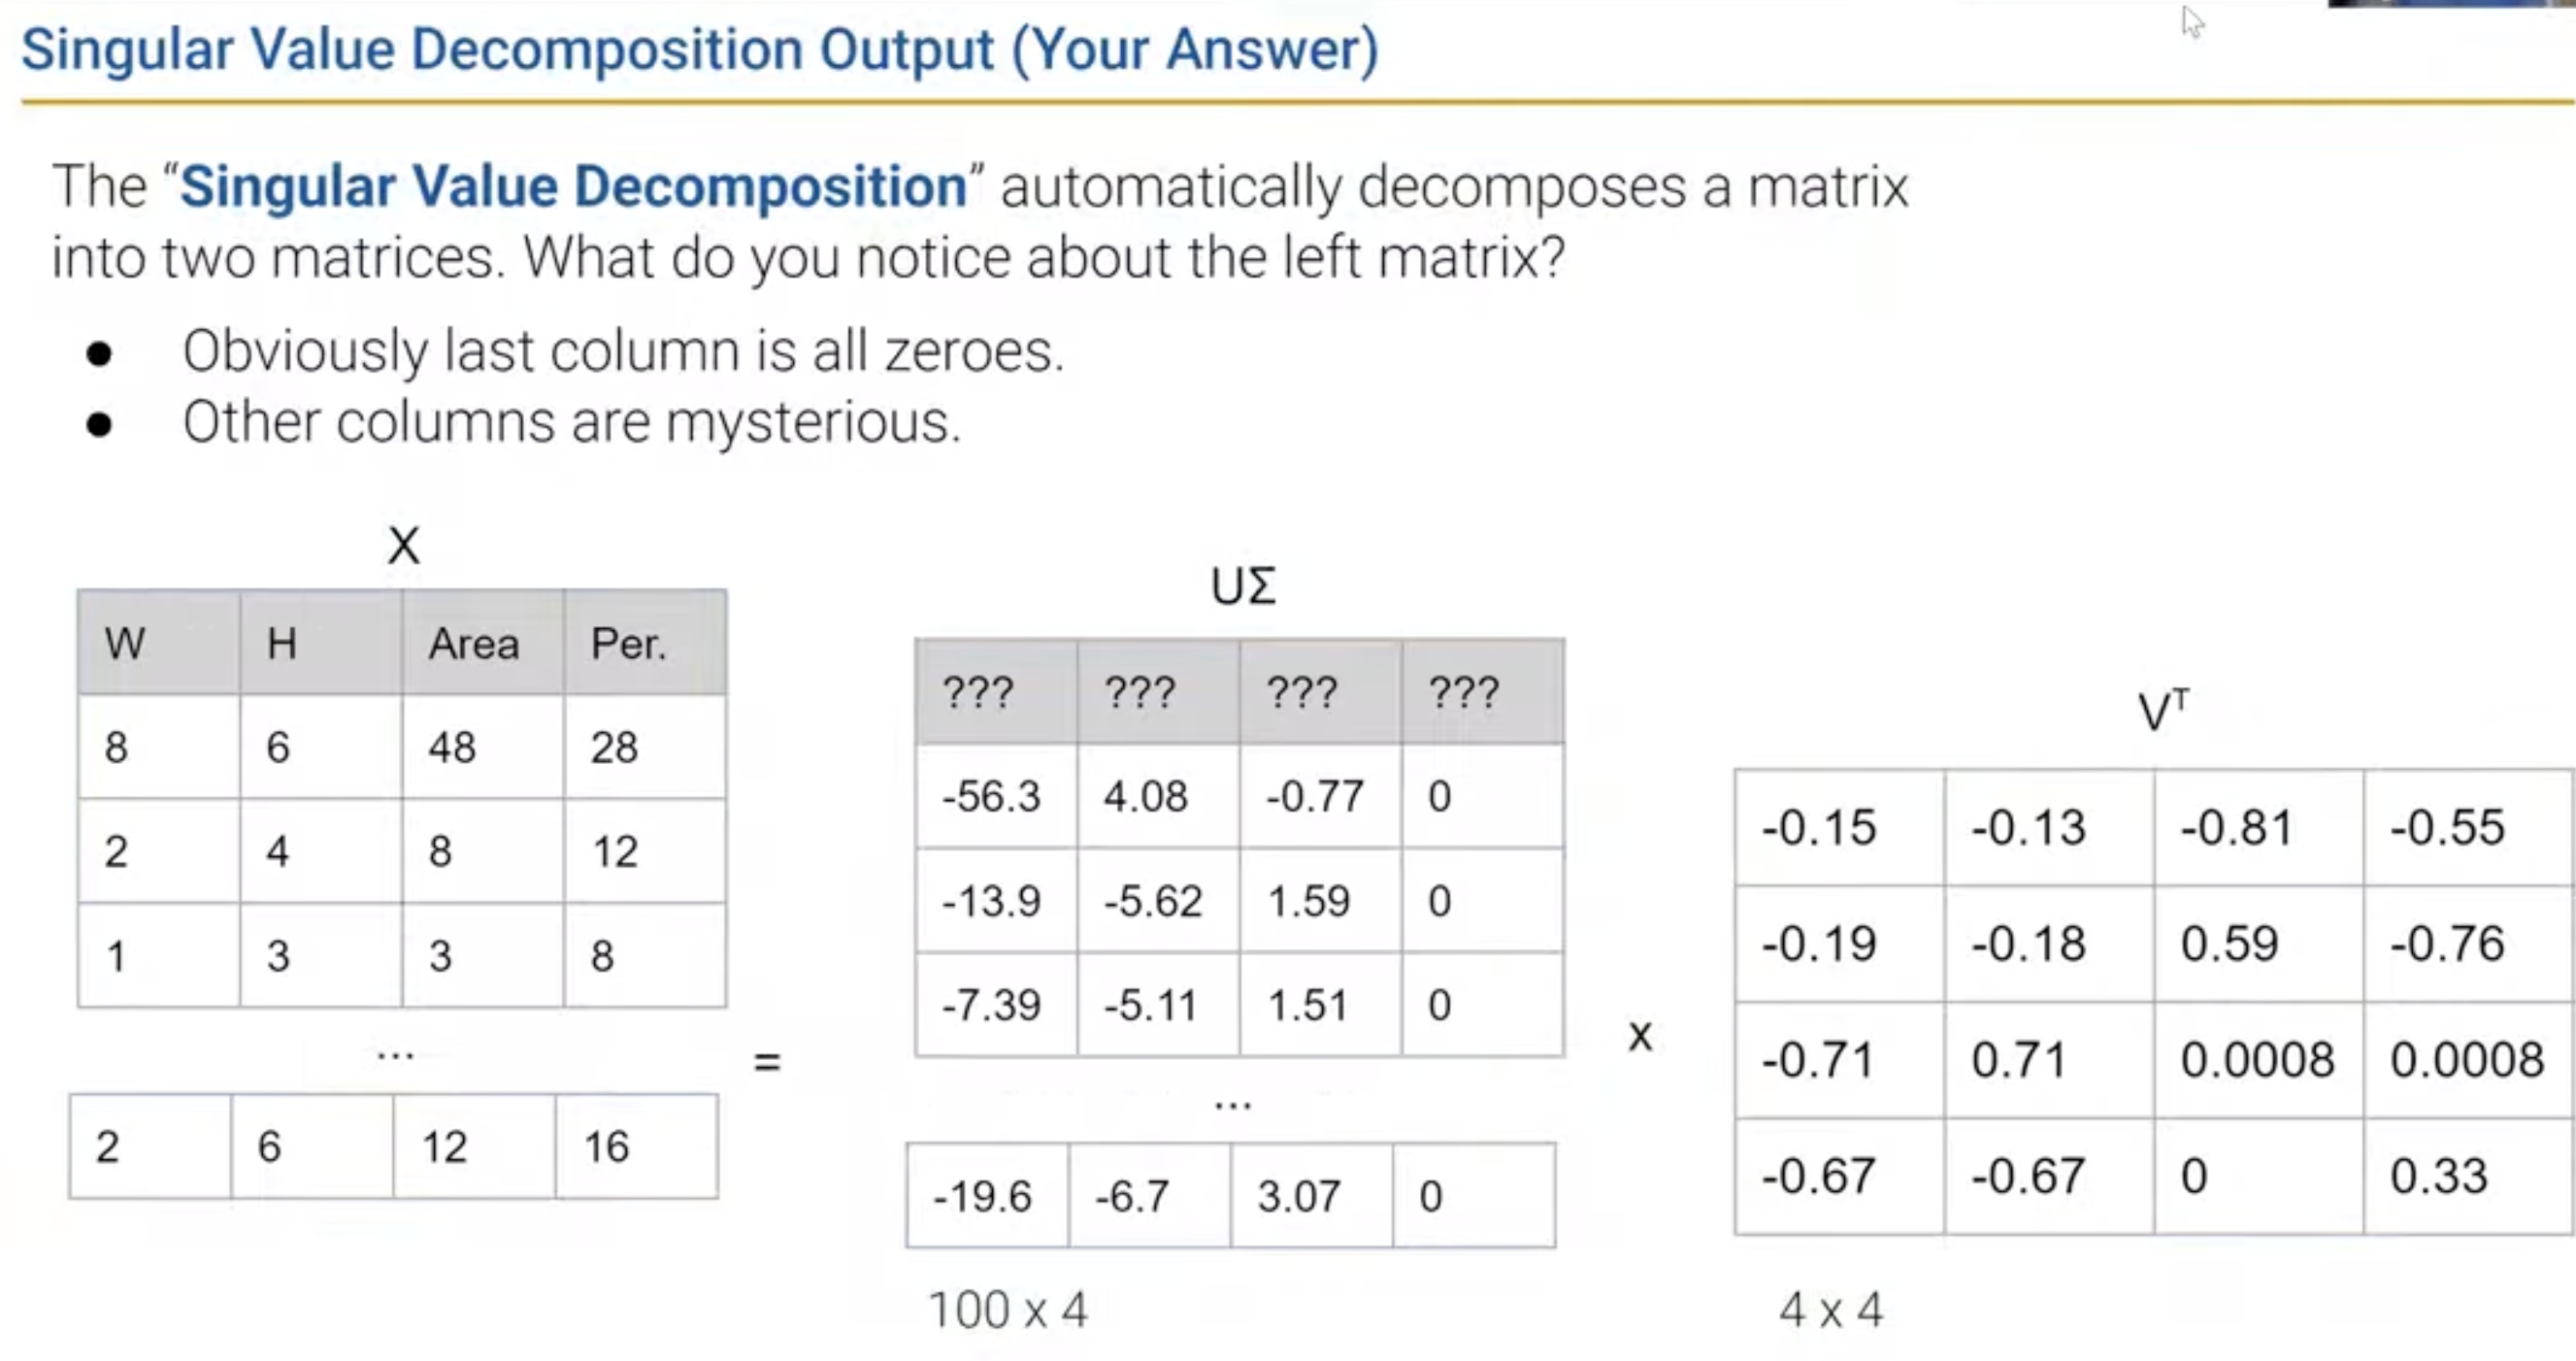 Singular Value Decomposition Output (Your Answer)
The “Singular Value Decomposition” automatically decomposes a matrix
into two matrices. What do you notice about the left matrix?
● Obviously last column is all zeroes.
● Other columns are mysterious.
X
W H Area Per.
8 6 48 28
2 4 8 12
1 3 3 8
...
2 6 12 16
=
UΣ
??? ??? ??? ???
-56.3 4.08 -0.77 0
-13.9 -5.62 1.59 0
-7.39 -5.11 1.51 0
...
-19.6 -6.7 3.07 0
100 x 4
x
Vᵀ
-0.15 -0.13 -0.81 -0.55
-0.19 -0.18 0.59 -0.76
-0.71 0.71 0.0008 0.0008
-0.67 -0.67 0 0.33
4 x 4